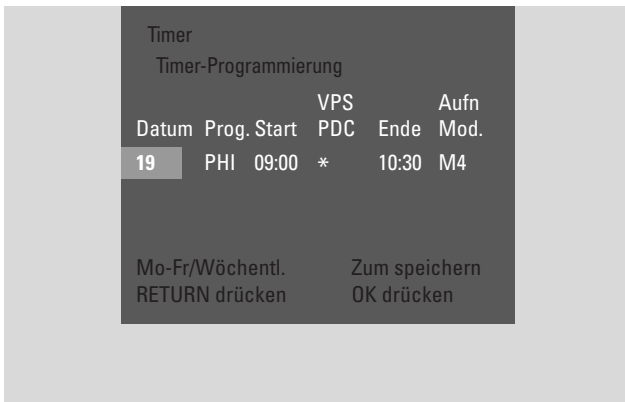 Timer
Timer-Programmierung
VPS Aufn
Datum Prog. Start PDC Ende Mod.
19 PHI 09:00 * 10:30 M4
Mo-Fr/Wöchentl. Zum speichern
RETURN drücken OK drücken